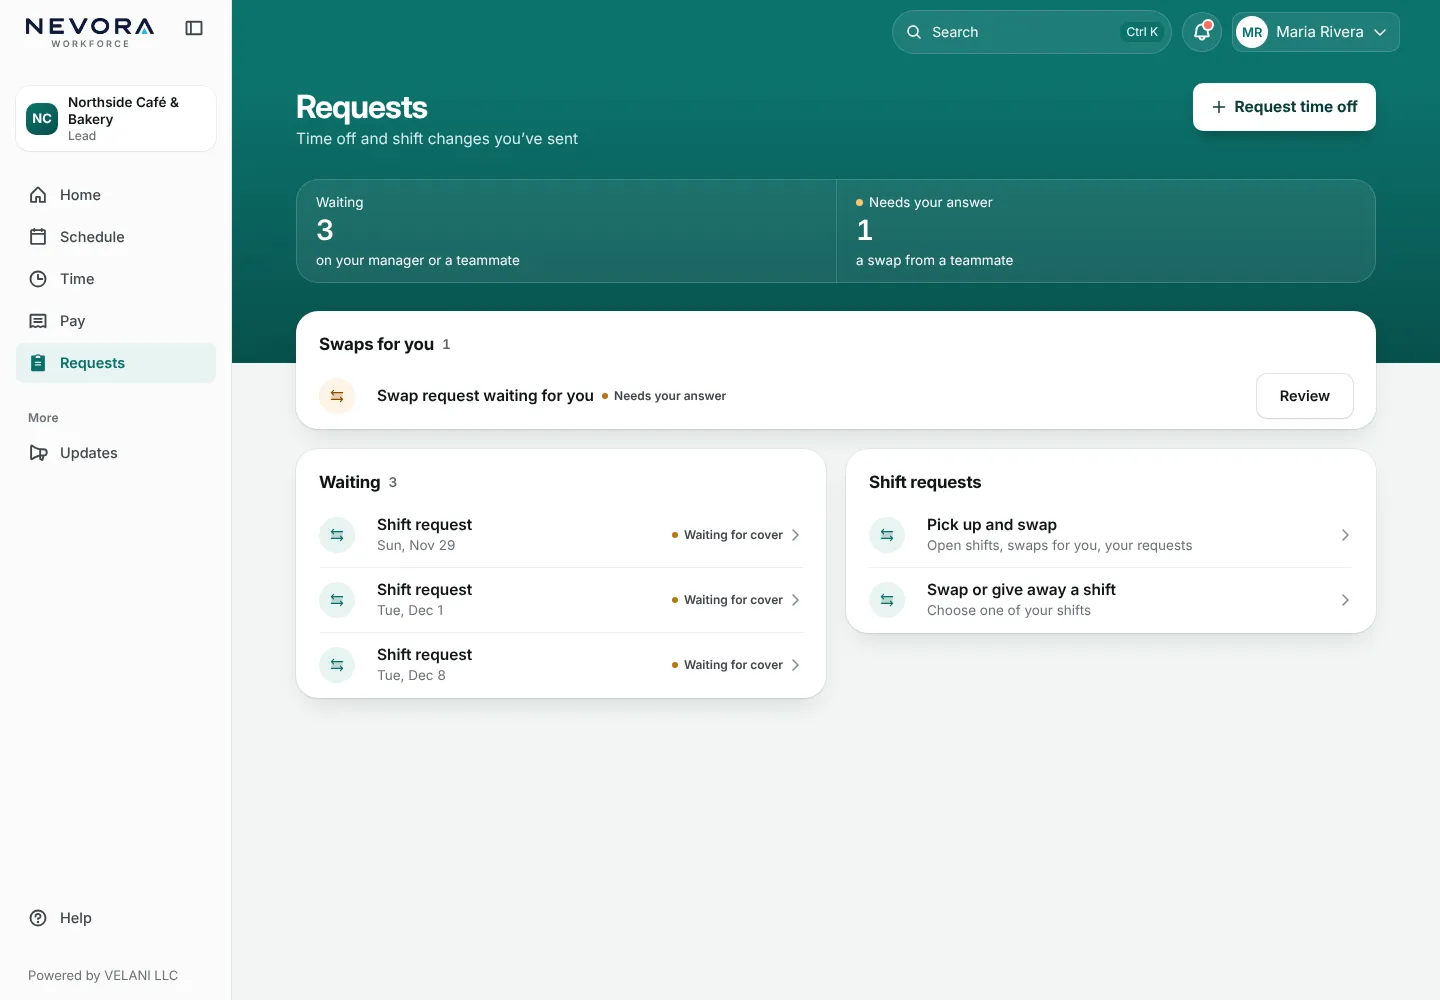 NEVORA
WORKFORCE
Search
Ctrl K
MR
Maria Rivera
NC
Northside Café &
Bakery
Lead
Home
Schedule
Time
Pay
Requests
More
Updates
Help
Powered by VELANI LLC
Requests
Time off and shift changes you’ve sent
Request time off
Waiting
3
on your manager or a teammate
Needs your answer
1
a swap from a teammate
Swaps for you 1
Swap request waiting for you
Needs your answer
Review
Waiting 3
Shift request
Sun, Nov 29
Waiting for cover
Shift request
Tue, Dec 1
Waiting for cover
Shift request
Tue, Dec 8
Waiting for cover
Shift requests
Pick up and swap
Open shifts, swaps for you, your requests
Swap or give away a shift
Choose one of your shifts